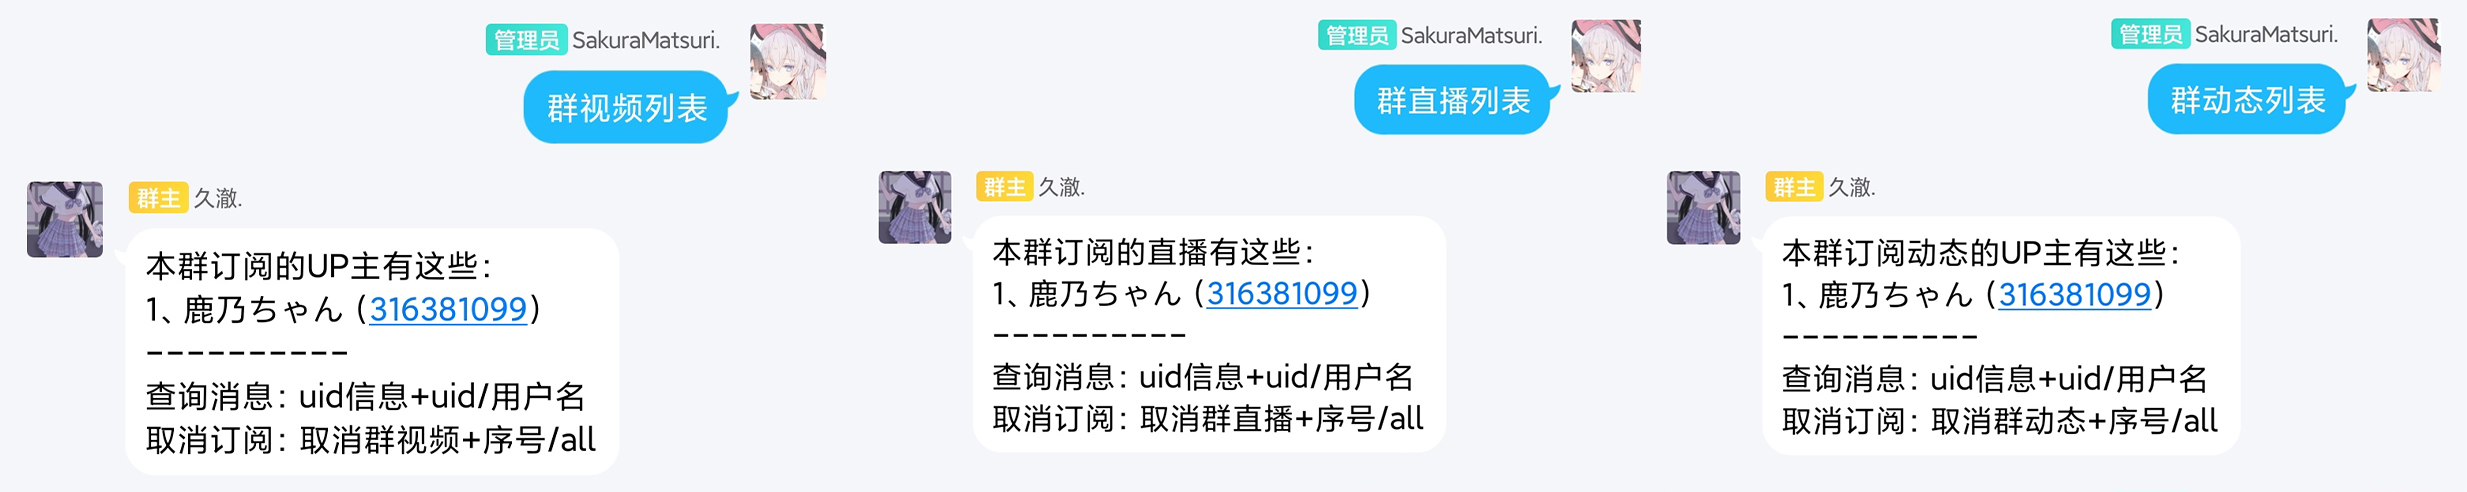 管理员 SakuraMatsuri.
群视频列表
群主 久澈.
本群订阅的UP主有这些：
1、鹿乃ちゃん（316381099）
----------
查询消息：uid信息+uid/用户名
取消订阅：取消群视频+序号/all
管理员 SakuraMatsuri.
群直播列表
群主 久澈.
本群订阅的直播有这些：
1、鹿乃ちゃん（316381099）
----------
查询消息：uid信息+uid/用户名
取消订阅：取消群直播+序号/all
管理员 SakuraMatsuri.
群动态列表
群主 久澈.
本群订阅动态的UP主有这些：
1、鹿乃ちゃん（316381099）
----------
查询消息：uid信息+uid/用户名
取消订阅：取消群动态+序号/all